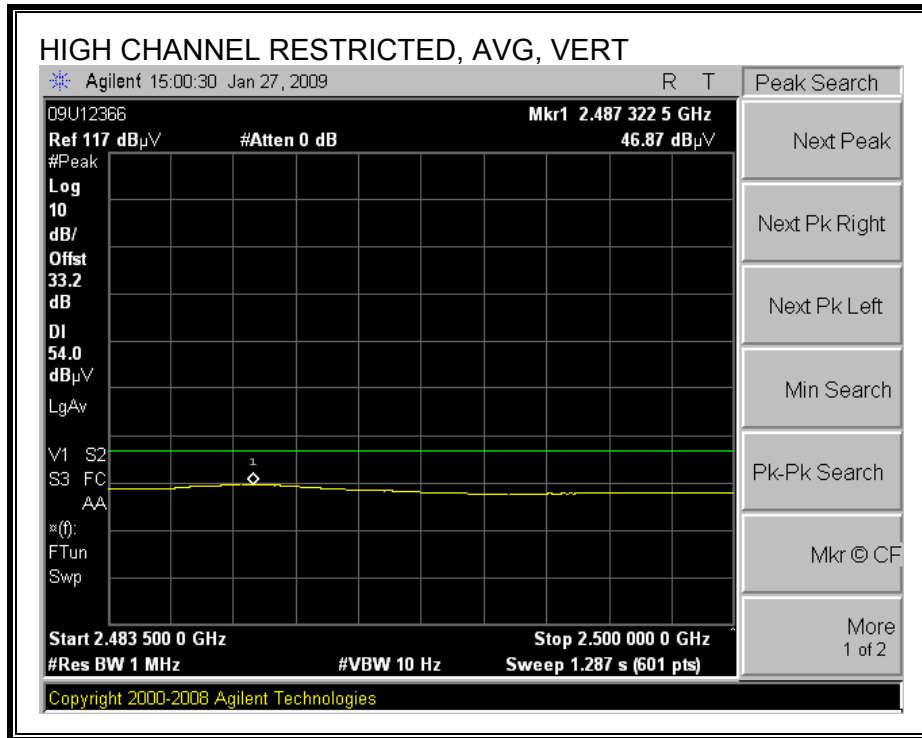 HIGH CHANNEL RESTRICTED, AVG, VERT
Agilent 15:00:30 Jan 27, 2009
R T
Peak Search
09U12366
Mkr1 2.487 322 5 GHz
Ref 117 dBµV
#Atten 0 dB
46.87 dBµV
#Peak
Log
10
dB/
Offst
33.2
dB
DI
54.0
dBµV
LgAv
V1 S2
S3 FC
AA
¤(f):
FTun
Swp
1
Start 2.483 500 0 GHz
Stop 2.500 000 0 GHz
#Res BW 1 MHz
#VBW 10 Hz
Sweep 1.287 s (601 pts)
Copyright 2000-2008 Agilent Technologies
Next Peak
Next Pk Right
Next Pk Left
Min Search
Pk-Pk Search
Mkr © CF
More
1 of 2